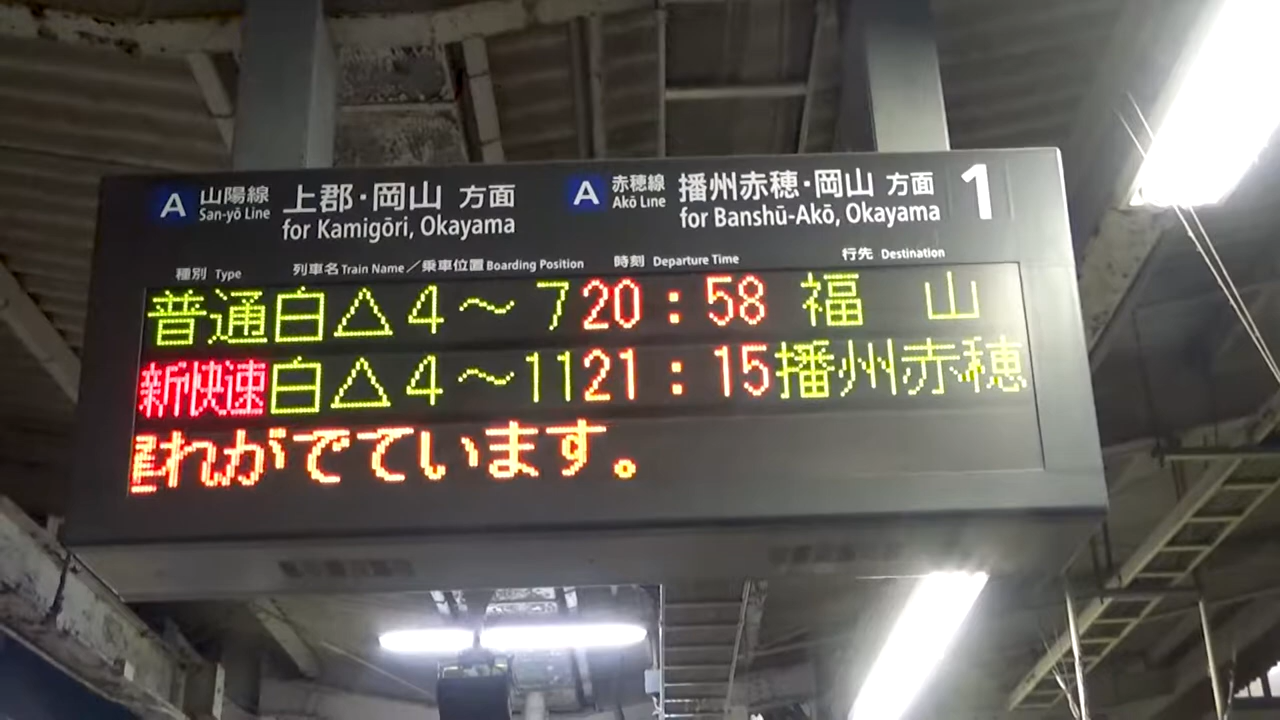 A 山陽線 San-yō Line 上郡・岡山 方面 for Kamigōri, Okayama
A 赤穂線 Akō Line 播州赤穂・岡山 方面 for Banshū-Akō, Okayama
1
種別 Type 列車名 Train Name／乗車位置 Boarding Position 時刻 Departure Time 行先 Destination
普通 白△4～7 20:58 福山
新快速 白△4～11 21:15 播州赤穂
れがでています。